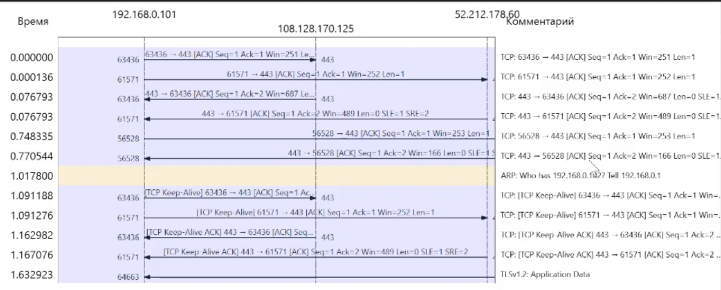 Время 192.168.0.101 108.128.170.125 52.212.178.60 Комментарий
0.000000 63436 63436 → 443 [ACK] Seq=1 Ack=1 Win=251 Le... 443 TCP: 63436 → 443 [ACK] Seq=1 Ack=1 Win=251 Len=1
0.000136 61571 61571 → 443 [ACK] Seq=1 Ack=1 Win=252 Len=1 TCP: 61571 → 443 [ACK] Seq=1 Ack=1 Win=252 Len=1
0.076793 63436 443 → 63436 [ACK] Seq=1 Ack=2 Win=687 Le... 443 TCP: 443 → 63436 [ACK] Seq=1 Ack=2 Win=687 Len=0 SLE=1.
0.076793 61571 443 → 61571 [ACK] Seq=1 Ack=2 Win=489 Len=0 SLE=1 SRE=2 TCP: 443 → 61571 [ACK] Seq=1 Ack=2 Win=489 Len=0 SLE=1.
0.748335 56528 56528 → 443 [ACK] Seq=1 Ack=1 Win=253 Len=1 TCP: 56528 → 443 [ACK] Seq=1 Ack=1 Win=253 Len=1
0.770544 56528 443 → 56528 [ACK] Seq=1 Ack=2 Win=166 Len=0 SLE=1 S TCP: 443 → 56528 [ACK] Seq=1 Ack=2 Win=166 Len=0 SLE=1.
1.017800 ARP: Who has Tell 192.168.0.1
1.091188 63436 [TCP Keep-Alive] 63436 → 443 [ACK] Seq=1 Ac... 443 TCP: [TCP Keep-Alive] 63436 → 443 [ACK] Seq=1 Ack=1 Win=..
1.091276 61571 [TCP Keep-Alive] 61571 → 443 [ACK] Seq=1 Ack=1 Win=252 Len=1 TCP: [TCP Keep-Alive] 61571 → 443 [ACK] Seq=1 Ack=1 Win=..
1.162982 63436 [TCP Keep-Alive ACK] 443 → 63436 [ACK] Seq... 443 TCP: [TCP Keep-Alive ACK] 443 → 63436 [ACK] Seq=1 Ack=2 ...
1.167076 61571 [TCP Keep-Alive ACK] 443 → 61571 [ACK] Seq=1 Ack=2 Win=489 Len=0 SLE=1 SRE=2 TCP: [TCP Keep-Alive ACK] 443 → 61571 [ACK] Seq=1 Ack=2 ...
1.632923 64663 TLSv1.2: Application Data